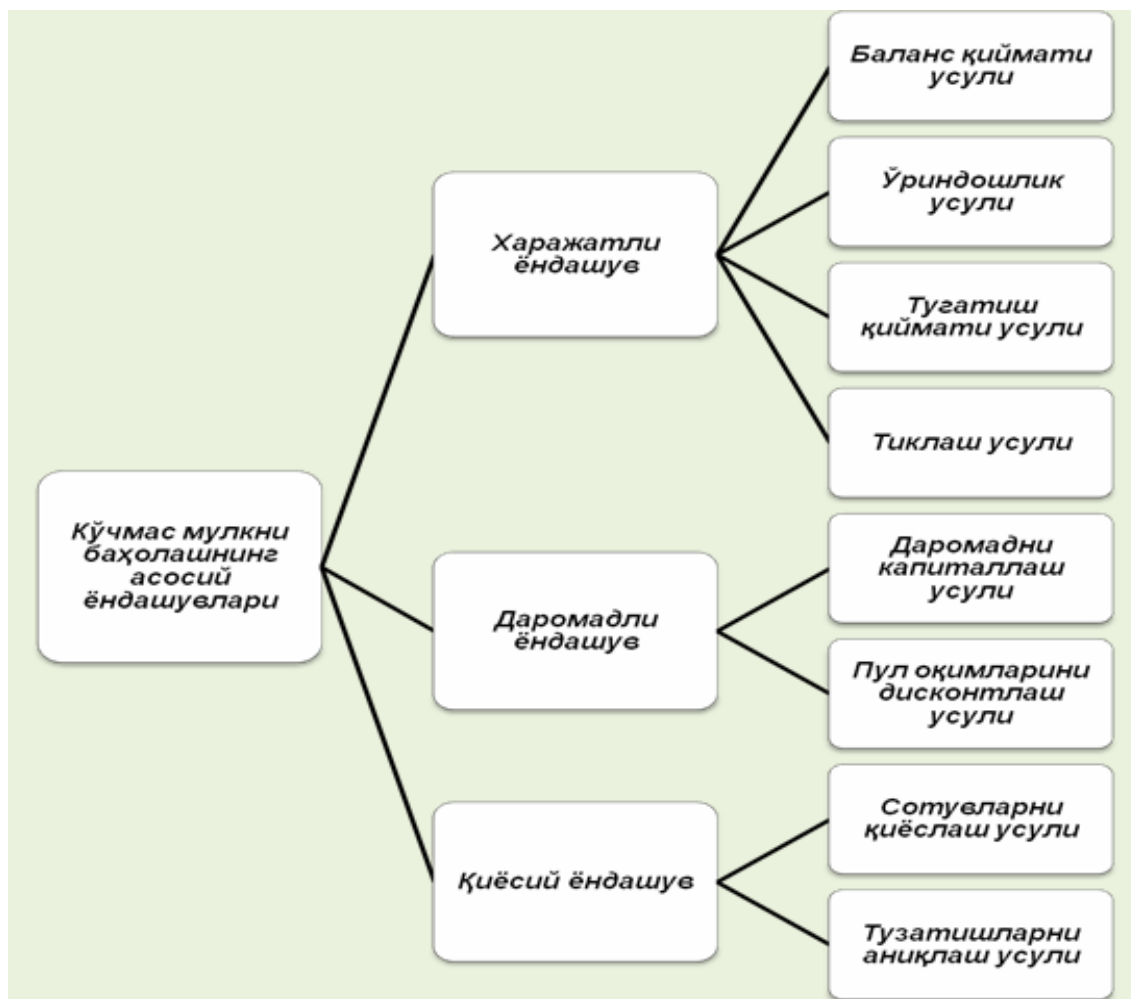 Кўчмас мулкни
баҳолашнинг
асосий
ёндашувлари
Харажатли
ёндашув
Баланс қиймати
усули
Ўриндошлик
усули
Тугатиш
қиймати усули
Тиклаш усули
Даромадли
ёндашув
Даромадни
капиталлаш
усули
Пул оқимларини
дисконтлаш
усули
Қиёсий ёндашув
Сотувларни
қиёслаш усули
Тузатишларни
аниқлаш усули